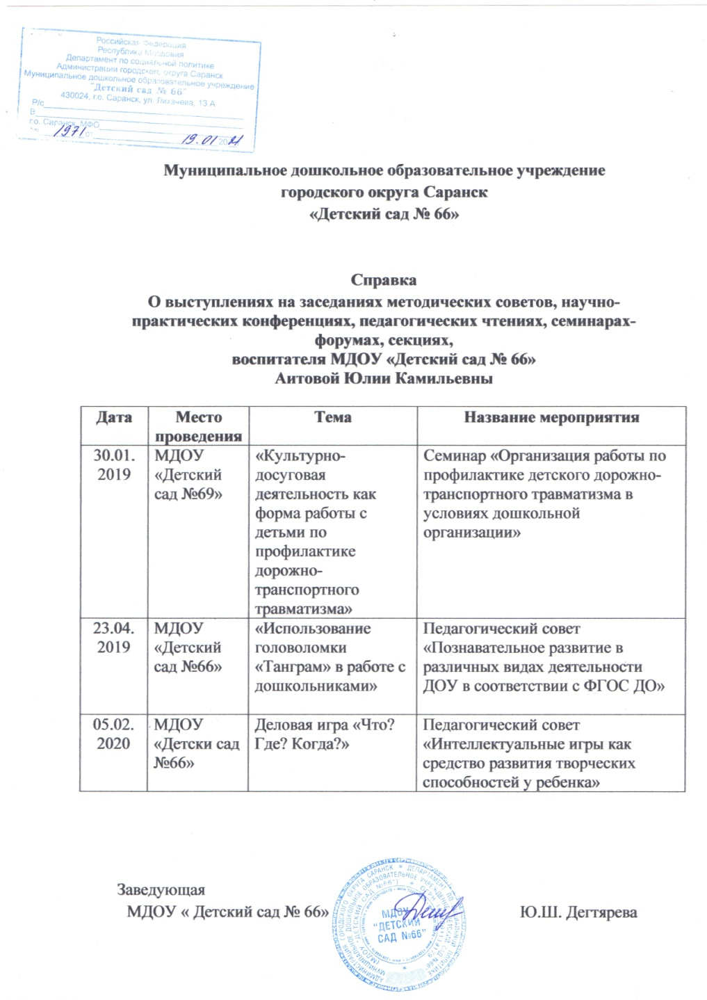 Российская Федерация
Республика Мордовия
Департамент по социальной политике
Администрации городского округа Саранск
Муниципальное дошкольное образовательное учреждение
"Детский сад № 66"
430024, г.о. Саранск, ул. Лихачева, 13 А
Р/с
В
г.о. Саранск, МФО
№ 1971 от 19.01 2021
Муниципальное дошкольное образовательное учреждение
городского округа Саранск
«Детский сад № 66»
Справка
О выступлениях на заседаниях методических советов, научно-
практических конференциях, педагогических чтениях, семинарах-
форумах, секциях,
воспитателя МДОУ «Детский сад № 66»
Аитовой Юлии Камильевны
Дата
Место
проведения
Тема
Название мероприятия
30.01.
2019
МДОУ
«Детский
сад №69»
«Культурно-
досуговая
деятельность как
форма работы с
детьми по
профилактике
дорожно-
транспортного
травматизма»
Семинар «Организация работы по
профилактике детского дорожно-
транспортного травматизма в
условиях дошкольной
организации»
23.04.
2019
МДОУ
«Детский
сад №66»
«Использование
головоломки
«Танграм» в работе с
дошкольниками»
Педагогический совет
«Познавательное развитие в
различных видах деятельности
ДОУ в соответствии с ФГОС ДО»
05.02.
2020
МДОУ
«Детски сад
№66»
Деловая игра «Что?
Где? Когда?»
Педагогический совет
«Интеллектуальные игры как
средство развития творческих
способностей у ребенка»
Заведующая
МДОУ « Детский сад № 66»
Ю.Ш. Дегтярева
МДОУ
"ДЕТСКИЙ
САД №66"